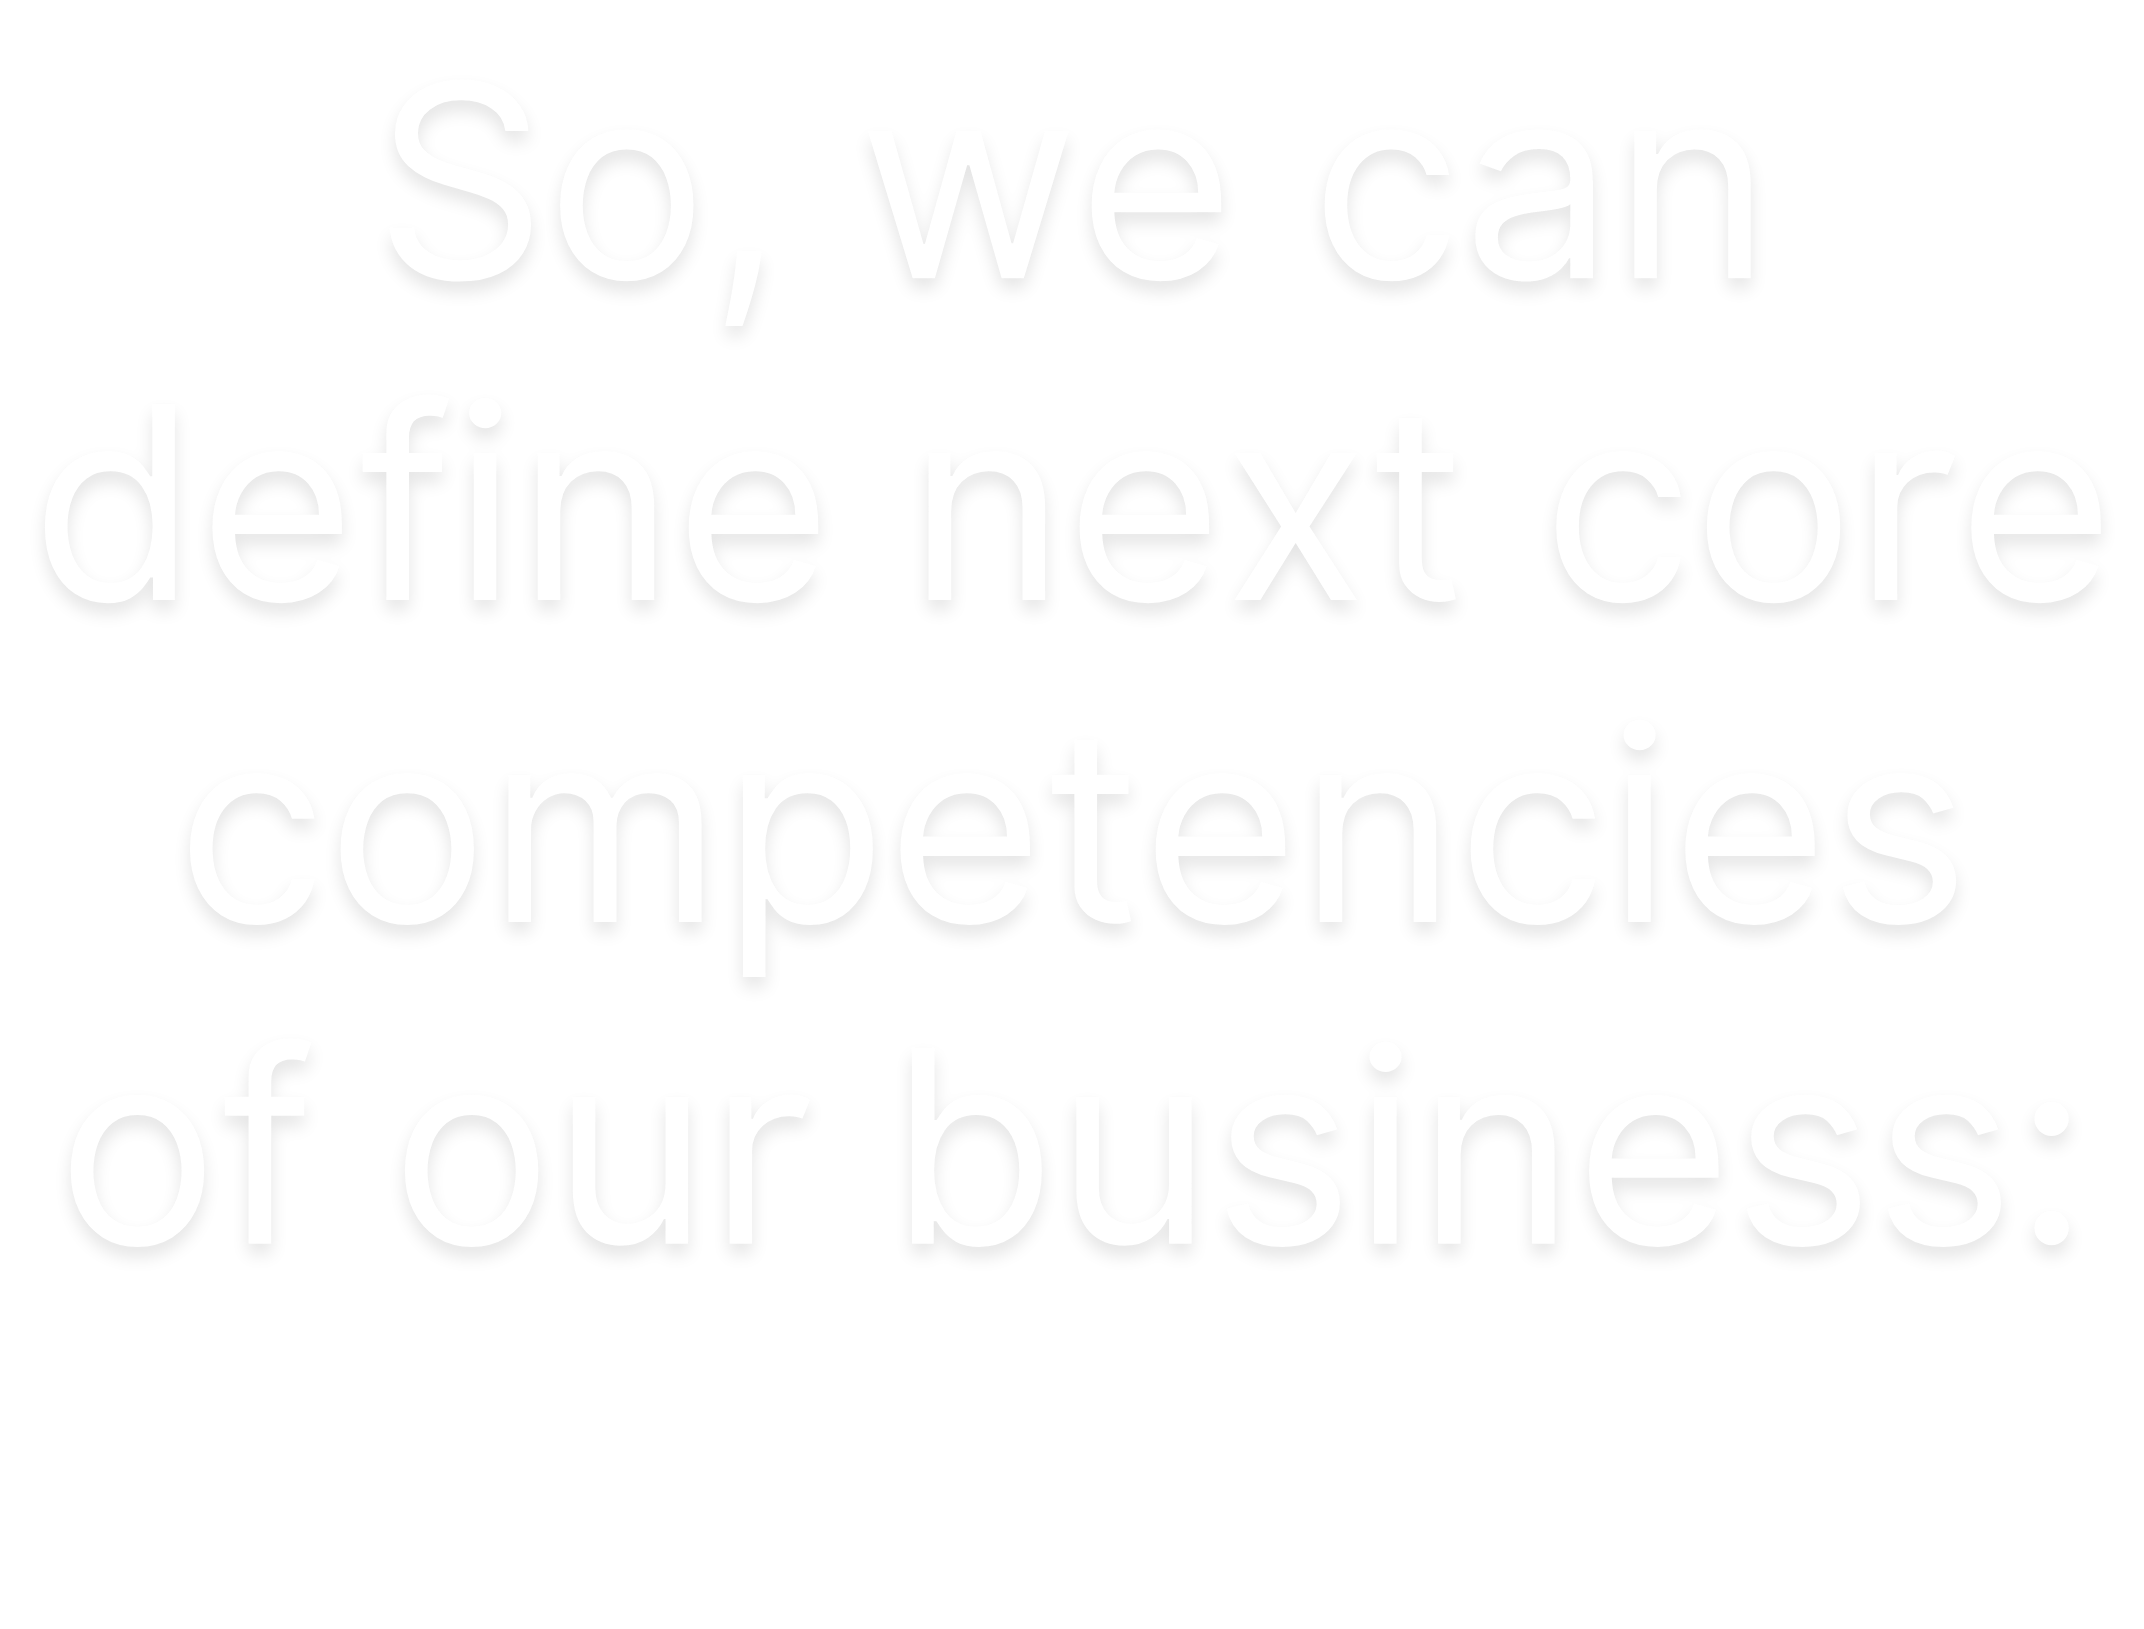 So, we can
define next core
competencies
of our business: